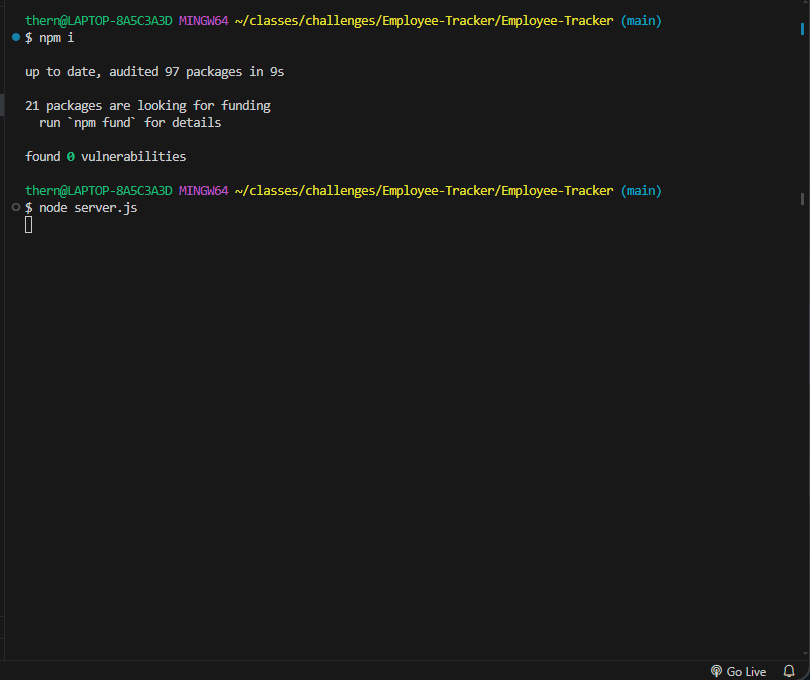 thern@LAPTOP-8A5C3A3D MINGW64 ~/classes/challenges/Employee-Tracker/Employee-Tracker (main)
$ npm i
up to date, audited 97 packages in 9s
21 packages are looking for funding
  run `npm fund` for details
found 0 vulnerabilities
thern@LAPTOP-8A5C3A3D MINGW64 ~/classes/challenges/Employee-Tracker/Employee-Tracker (main)
$ node server.js
Go Live